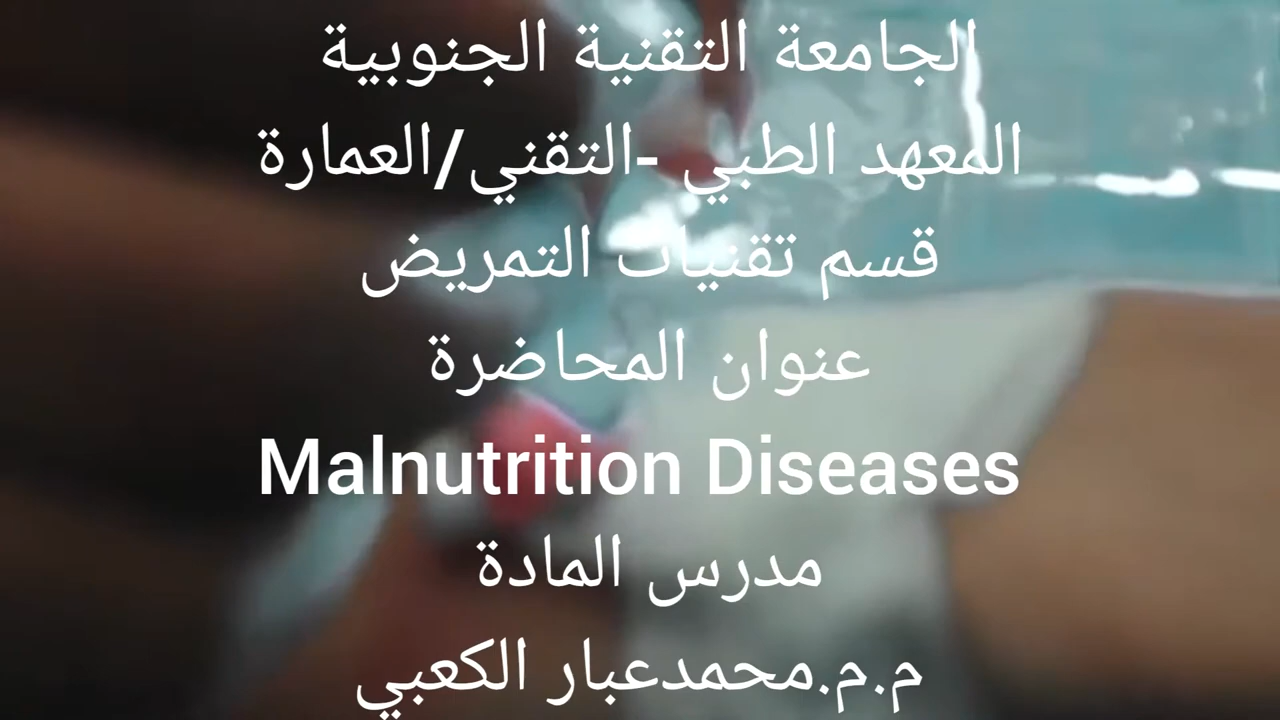 الجامعة التقنية الجنوبية
المعهد الطبي -التقني/العمارة
قسم تقنيات التمريض
عنوان المحاضرة
Malnutrition Diseases
مدرس المادة
م.م.محمدعبار الكعبي